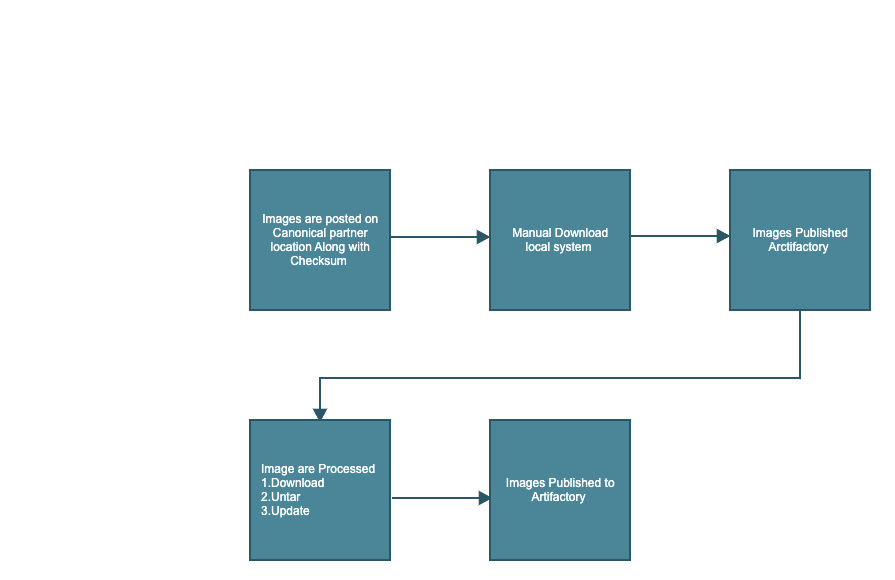 Images are posted on
Canonical partner
location Along with
Checksum
Manual Download
local system
Images Published
Arctifactory
Image are Processed
1.Download
2.Untar
3.Update
Images Published to
Artifactory